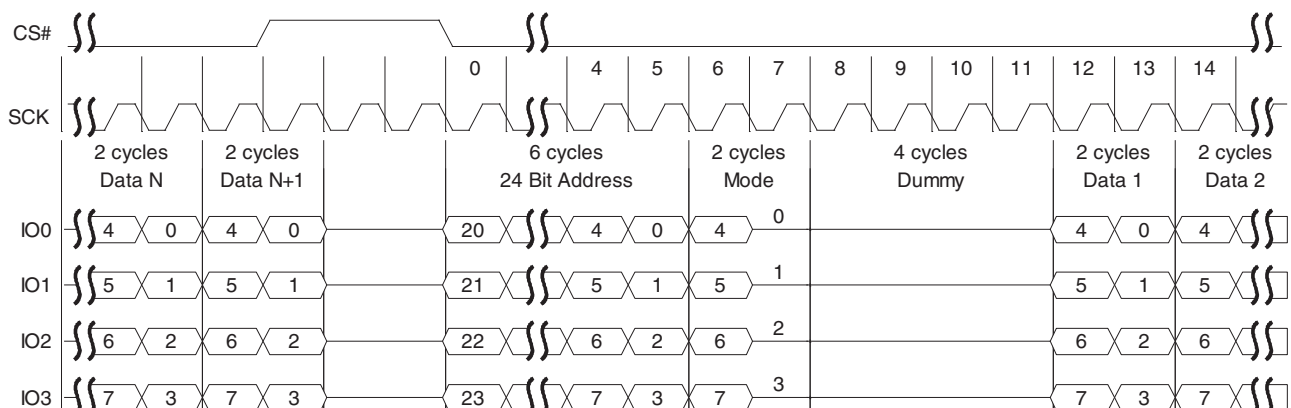 CS#
0 4 5 6 7 8 9 10 11 12 13 14
SCK
2 cycles 2 cycles 6 cycles 2 cycles 4 cycles 2 cycles 2 cycles
Data N Data N+1 24 Bit Address Mode Dummy Data 1 Data 2
IO0 4 0 4 0 20 4 0 4 0 4 0 4
IO1 5 1 5 1 21 5 1 5 1 5 1 5
IO2 6 2 6 2 22 6 2 6 2 6 2 6
IO3 7 3 7 3 23 7 3 7 3 7 3 7